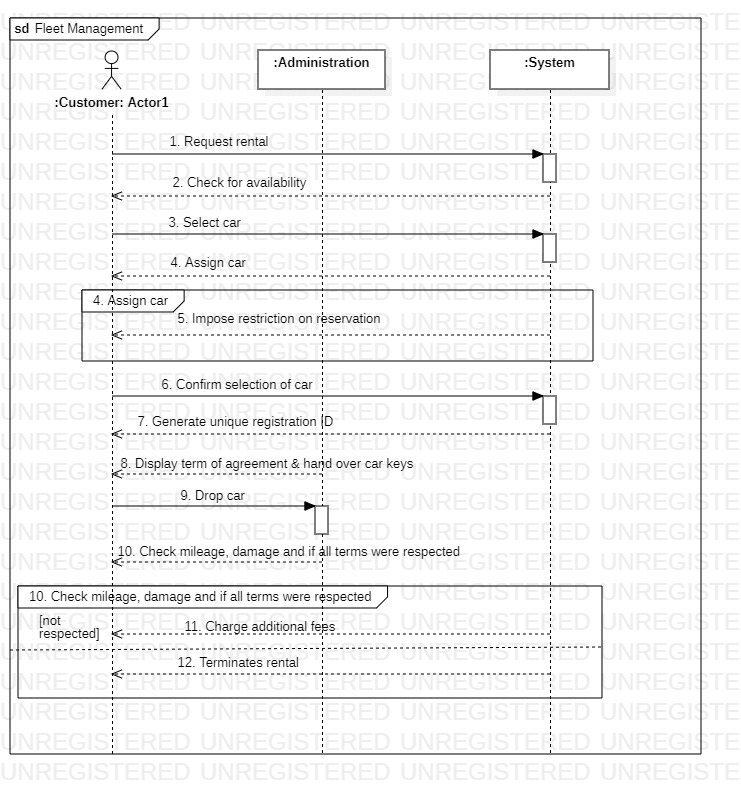 sd Fleet Management
:Customer: Actor1
:Administration
:System
1. Request rental
2. Check for availability
3. Select car
4. Assign car
4. Assign car
5. Impose restriction on reservation
6. Confirm selection of car
7. Generate unique registration ID
8. Display term of agreement & hand over car keys
9. Drop car
10. Check mileage, damage and if all terms were respected
10. Check mileage, damage and if all terms were respected
[not
respected]
11. Charge additional fees
12. Terminates rental
UNREGISTERED